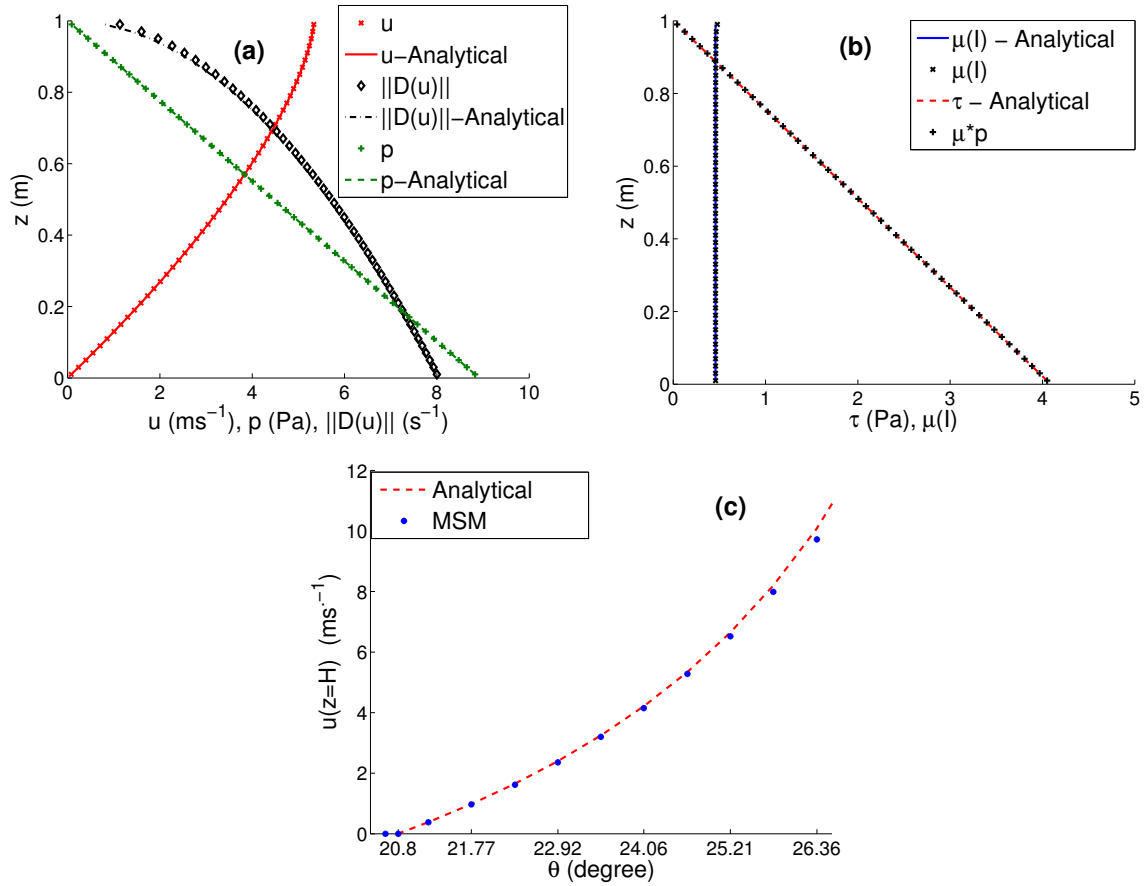 (a)
u
u−Analytical
||D(u)||
||D(u)||−Analytical
p
p−Analytical
1
0.8
0.6
0.4
0.2
0
z (m)
0 2 4 6 8 10
u (ms−1), p (Pa), ||D(u)|| (s−1)
(b)
μ(I) − Analytical
μ(I)
τ − Analytical
μ*p
1
0.8
0.6
0.4
0.2
0
z (m)
0 1 2 3 4 5
τ (Pa), μ(I)
(c)
Analytical
MSM
12
10
8
6
4
2
0
u(z=H) (ms−1)
20.8 21.77 22.92 24.06 25.21 26.36
θ (degree)